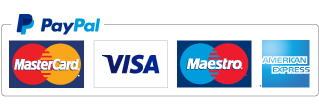 PayPal
MasterCard
VISA
Maestro
AMERICAN
EXPRESS